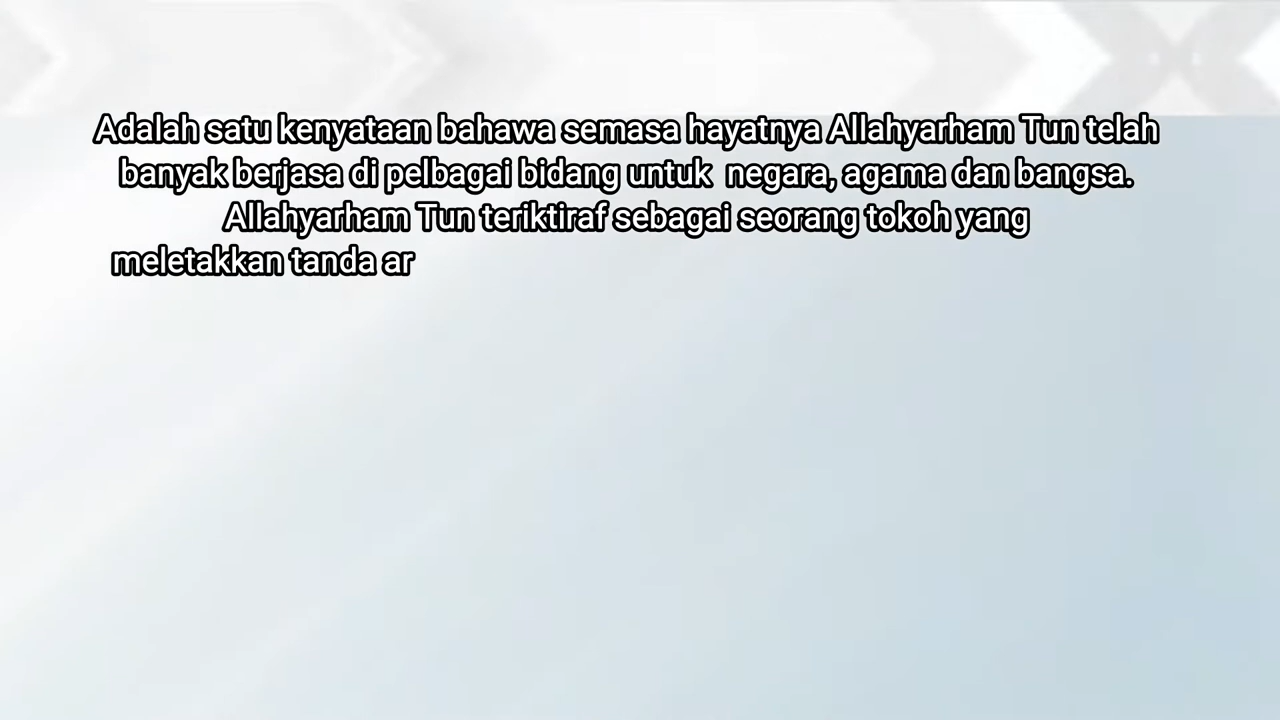 Adalah satu kenyataan bahawa semasa hayatnya Allahyarham Tun telah
banyak berjasa di pelbagai bidang untuk  negara, agama dan bangsa.
Allahyarham Tun teriktiraf sebagai seorang tokoh yang
meletakkan tanda ar